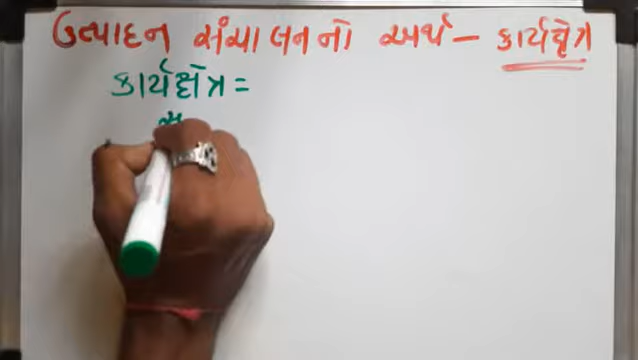 ઉત્પાદન સંચાલનનો અર્થ - કાર્યક્ષેત્ર
કાર્યક્ષેત્ર =